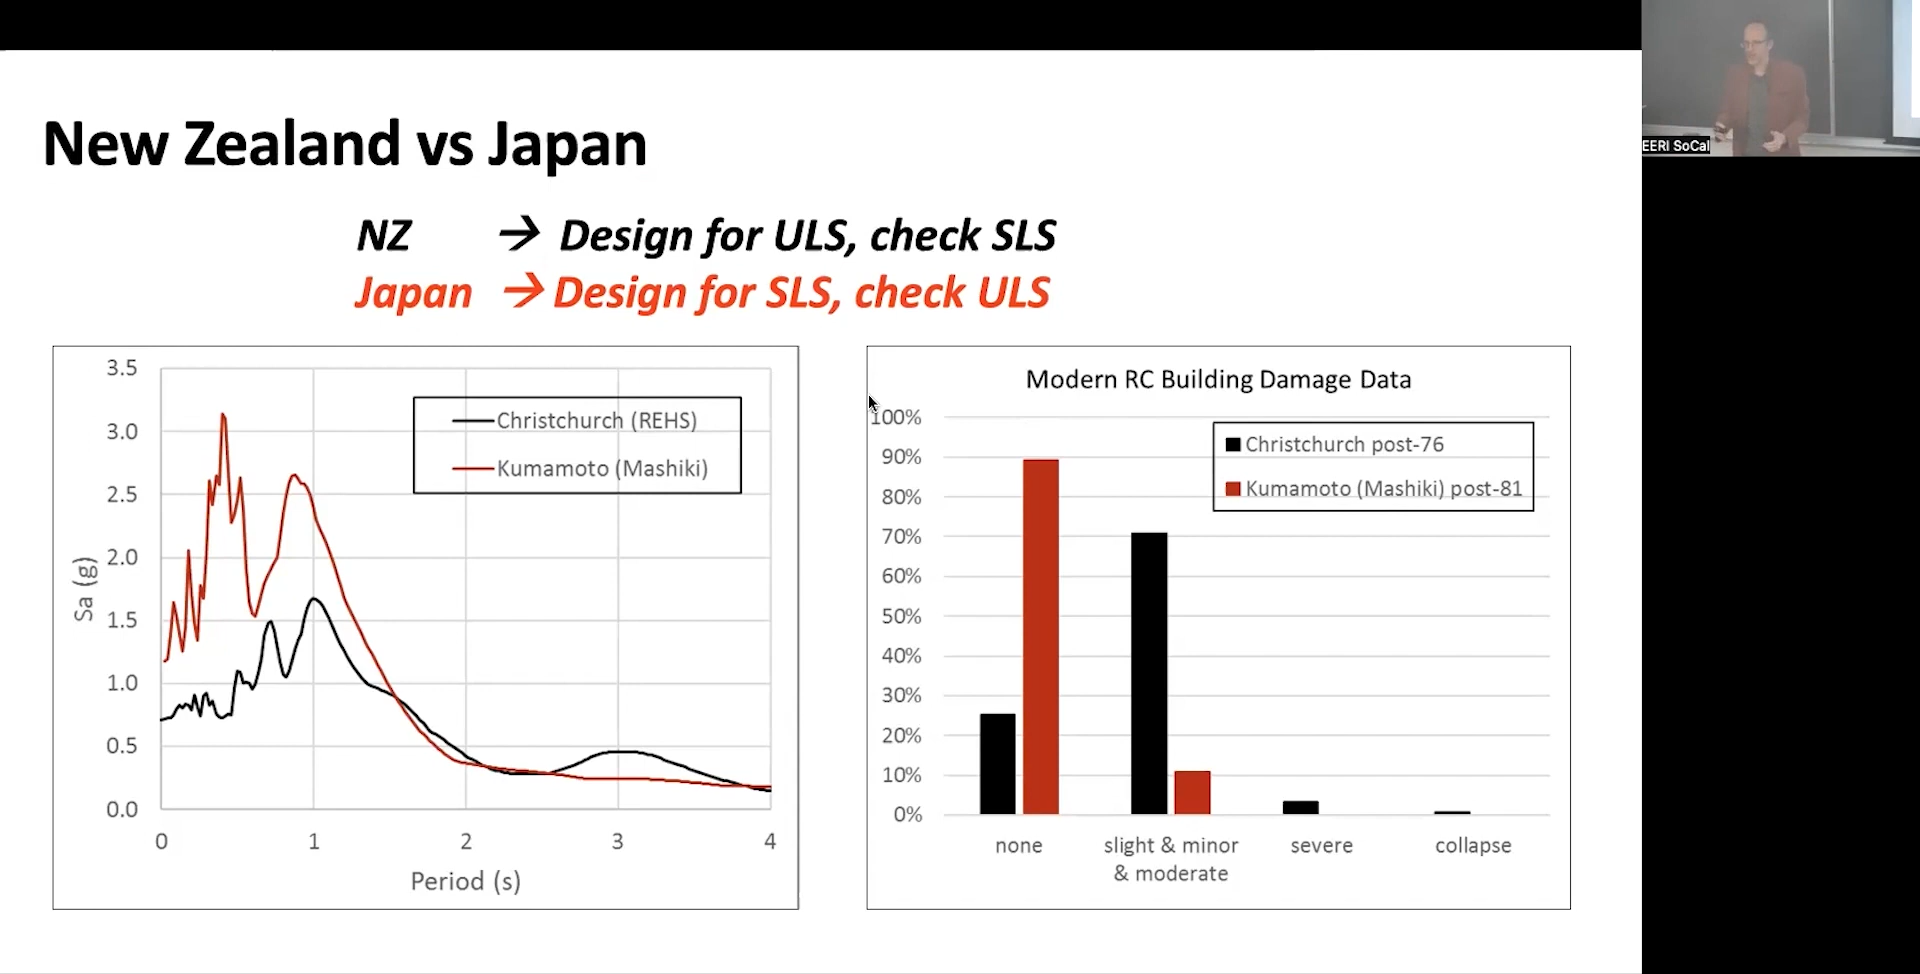 New Zealand vs Japan
NZ → Design for ULS, check SLS
Japan → Design for SLS, check ULS
3.5
3.0
2.5
2.0
1.5
1.0
0.5
0.0
Sa (g)
Christchurch (REHS)
Kumamoto (Mashiki)
0 1 2 3 4
Period (s)
Modern RC Building Damage Data
100%
90%
80%
70%
60%
50%
40%
30%
20%
10%
0%
Christchurch post-76
Kumamoto (Mashiki) post-81
none
slight & minor
& moderate
severe
collapse
EERI SoCal